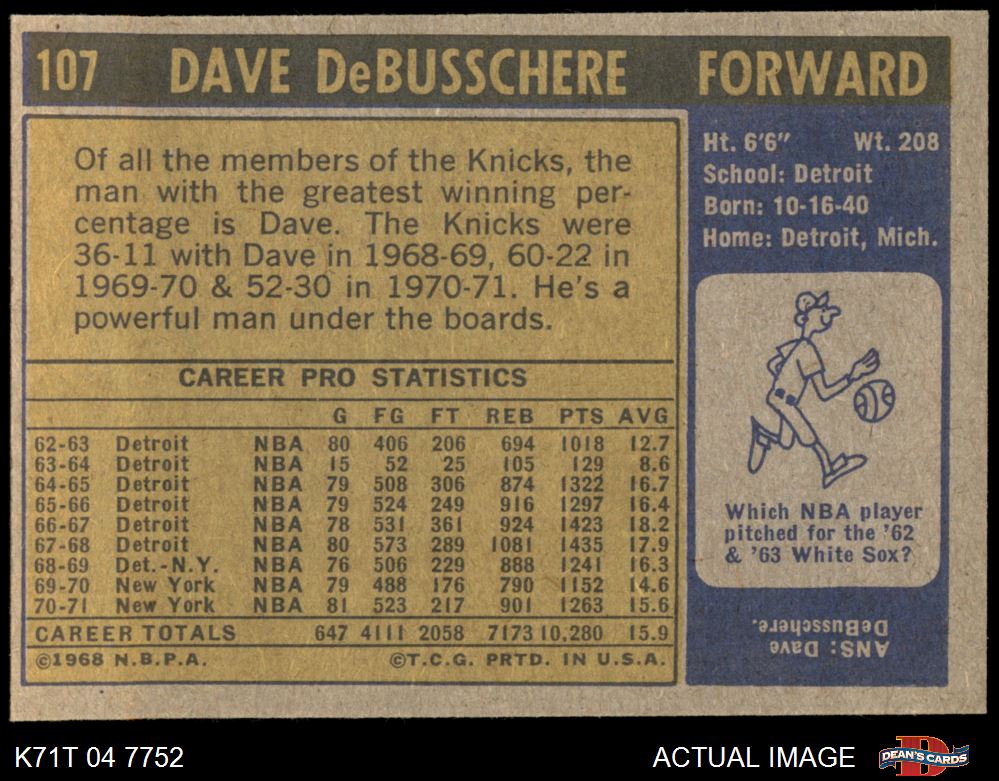 107 DAVE DeBUSSCHERE FORWARD
Of all the members of the Knicks, the
man with the greatest winning per-
centage is Dave. The Knicks were
36-11 with Dave in 1968-69, 60-22 in
1969-70 & 52-30 in 1970-71. He's a
powerful man under the boards.
CAREER PRO STATISTICS
G FG FT REB PTS AVG
62-63 Detroit NBA 80 406 206 694 1018 12.7
63-64 Detroit NBA 15 52 25 105 129 8.6
64-65 Detroit NBA 79 508 306 874 1322 16.7
65-66 Detroit NBA 79 524 249 916 1297 16.4
66-67 Detroit NBA 78 531 361 924 1423 18.2
67-68 Detroit NBA 80 573 289 1081 1435 17.9
68-69 Det.-N.Y. NBA 76 506 229 888 1241 16.3
69-70 New York NBA 79 488 176 790 1152 14.6
70-71 New York NBA 81 523 217 901 1263 15.6
CAREER TOTALS 647 4111 2058 7173 10,280 15.9
©1968 N.B.P.A. ©T.C.G. PRTD. IN U.S.A.
Ht. 6'6" Wt. 208
School: Detroit
Born: 10-16-40
Home: Detroit, Mich.
Which NBA player
pitched for the '62
& '63 White Sox?
ANS: Dave
DeBusschere.
K71T 04 7752 ACTUAL IMAGE DEAN'S CARDS